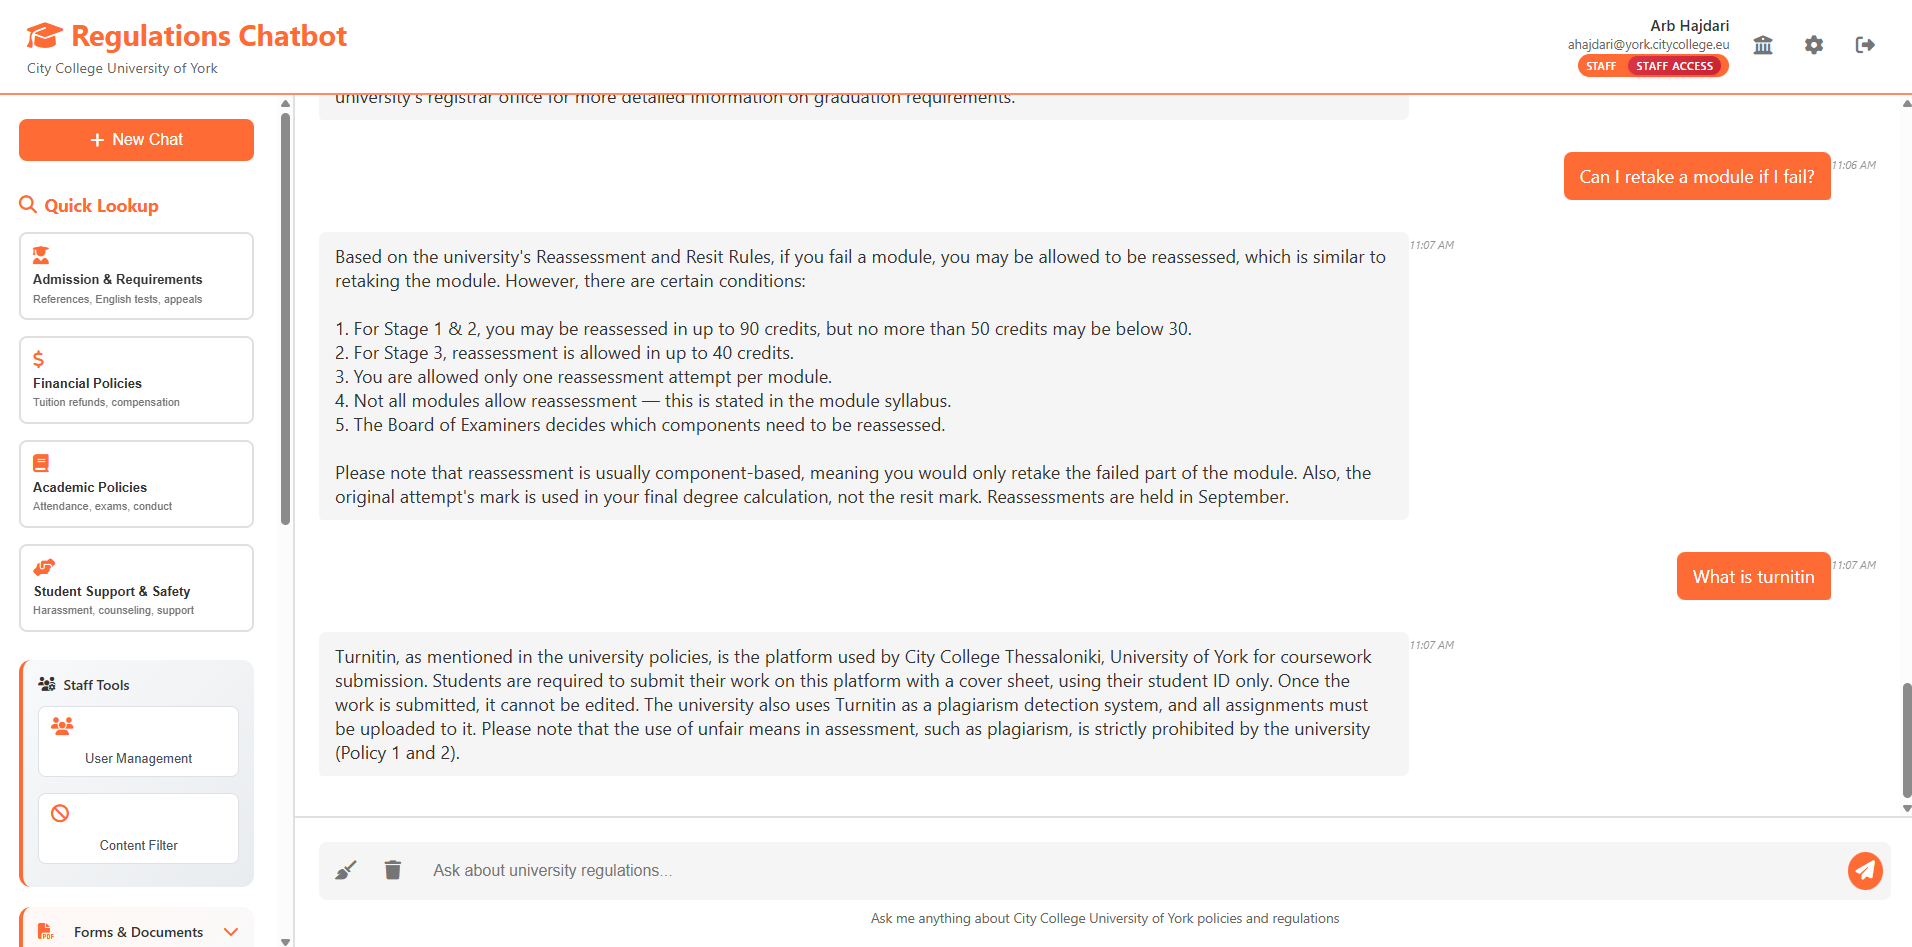 Regulations Chatbot
City College University of York
Arb Hajdari
ahajdari@york.citycollege.eu
STAFF STAFF ACCESS
New Chat
Quick Lookup
Admission & Requirements
References, English tests, appeals
Financial Policies
Tuition refunds, compensation
Academic Policies
Attendance, exams, conduct
Student Support & Safety
Harassment, counseling, support
Staff Tools
User Management
Content Filter
PDF
Forms & Documents
university's registrar office for more detailed information on graduation requirements.
Can I retake a module if I fail?
11:06 AM
Based on the university's Reassessment and Resit Rules, if you fail a module, you may be allowed to be reassessed, which is similar to
retaking the module. However, there are certain conditions:
1. For Stage 1 & 2, you may be reassessed in up to 90 credits, but no more than 50 credits may be below 30.
2. For Stage 3, reassessment is allowed in up to 40 credits.
3. You are allowed only one reassessment attempt per module.
4. Not all modules allow reassessment — this is stated in the module syllabus.
5. The Board of Examiners decides which components need to be reassessed.
Please note that reassessment is usually component-based, meaning you would only retake the failed part of the module. Also, the
original attempt's mark is used in your final degree calculation, not the resit mark. Reassessments are held in September.
11:07 AM
What is turnitin
11:07 AM
Turnitin, as mentioned in the university policies, is the platform used by City College Thessaloniki, University of York for coursework
submission. Students are required to submit their work on this platform with a cover sheet, using their student ID only. Once the
work is submitted, it cannot be edited. The university also uses Turnitin as a plagiarism detection system, and all assignments must
be uploaded to it. Please note that the use of unfair means in assessment, such as plagiarism, is strictly prohibited by the university
(Policy 1 and 2).
11:07 AM
Ask about university regulations...
Ask me anything about City College University of York policies and regulations